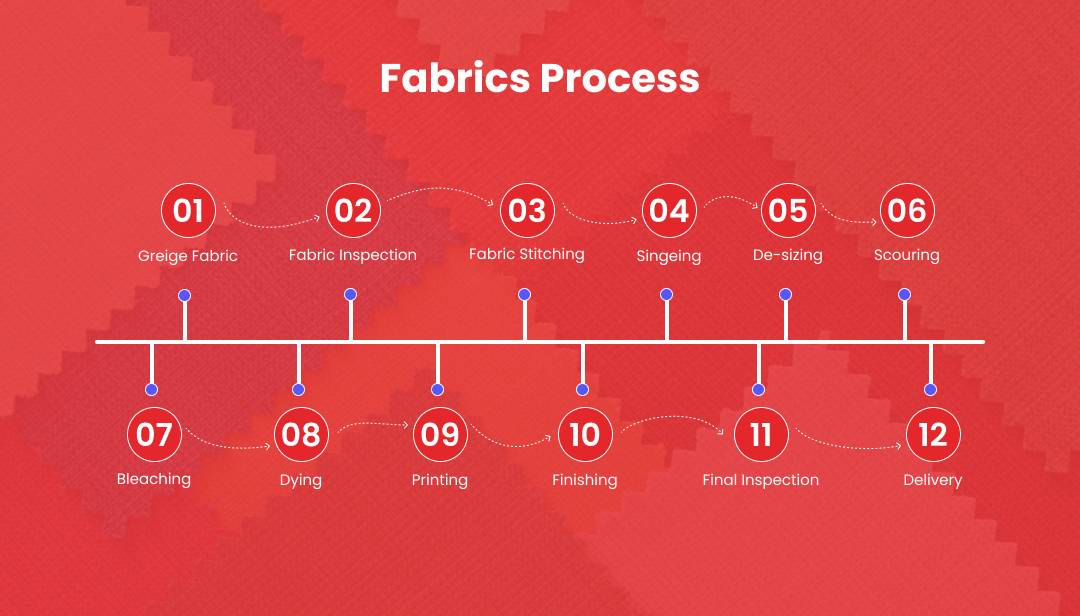 Fabrics Process
01
02
03
04
05
06
Greige Fabric
Fabric Inspection
Fabric Stitching
Singeing
De-sizing
Scouring
07
08
09
10
11
12
Bleaching
Dying
Printing
Finishing
Final Inspection
Delivery